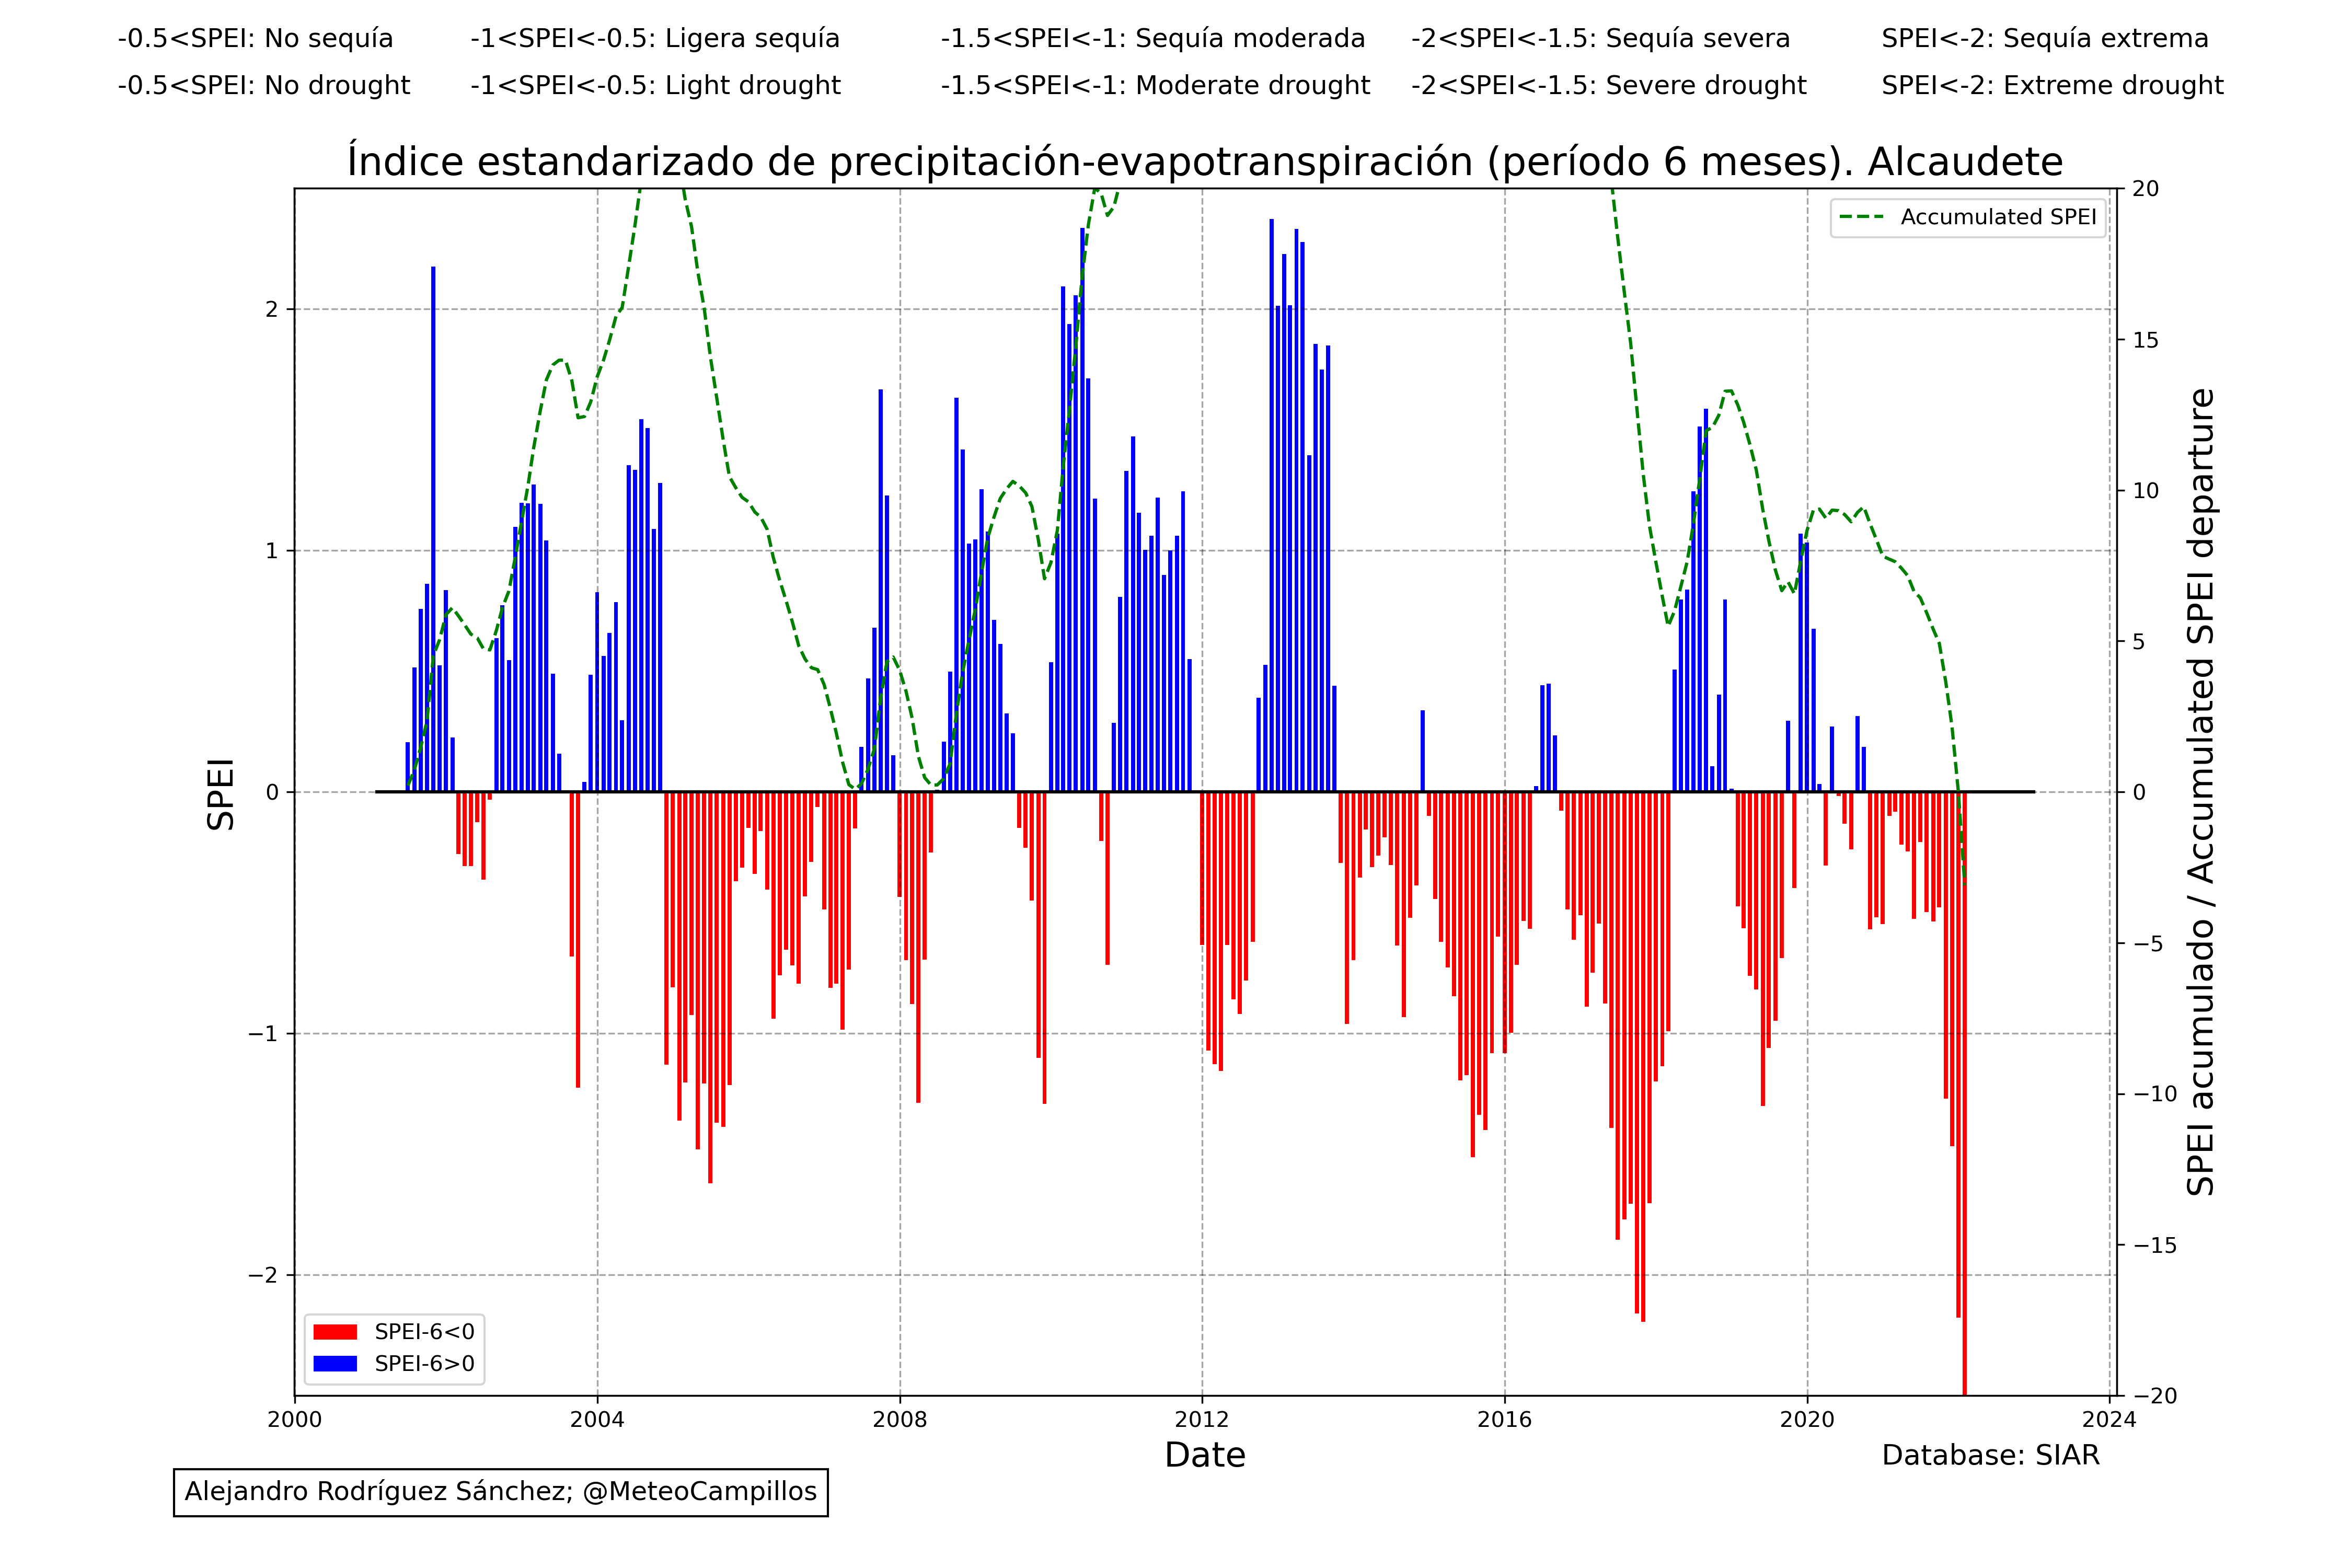 -0.5<SPEI: No sequía -1<SPEI<-0.5: Ligera sequía -1.5<SPEI<-1: Sequía moderada -2<SPEI<-1.5: Sequía severa SPEI<-2: Sequía extrema
-0.5<SPEI: No drought -1<SPEI<-0.5: Light drought -1.5<SPEI<-1: Moderate drought -2<SPEI<-1.5: Severe drought SPEI<-2: Extreme drought
Índice estandarizado de precipitación-evapotranspiración (período 6 meses). Alcaudete
Accumulated SPEI
SPEI
2
1
0
−1
−2
20
15
10
5
0
−5
−10
−15
−20
SPEI acumulado / Accumulated SPEI departure
SPEI-6<0
SPEI-6>0
2000 2004 2008 2012 2016 2020 2024
Date
Database: SIAR
Alejandro Rodríguez Sánchez; @MeteoCampillos